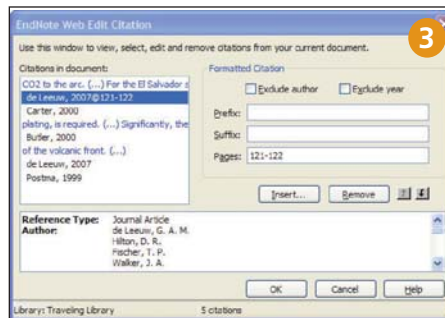 EndNote Web Edit Citation
3
Use this window to view, select, edit and remove citations from your current document.
Citations in document:
CO2 to the arc. (...) For the El Salvador s
de Leeuw, 2007@121-122
Carter, 2000
plating, is required. (...) Significantly, the
Butler, 2000
of the volcanic front. (...)
de Leeuw, 2007
Postma, 1999
Formatted Citation
Exclude author
Exclude year
Prefix:
Suffix:
Pages: 121-122
Insert...
Remove
Reference Type: Journal Article
Author: de Leeuw, G. A. M.
Hilton, D. R.
Fischer, T. P.
Walker, J. A.
OK
Cancel
Help
Library: Traveling Library
5 citations